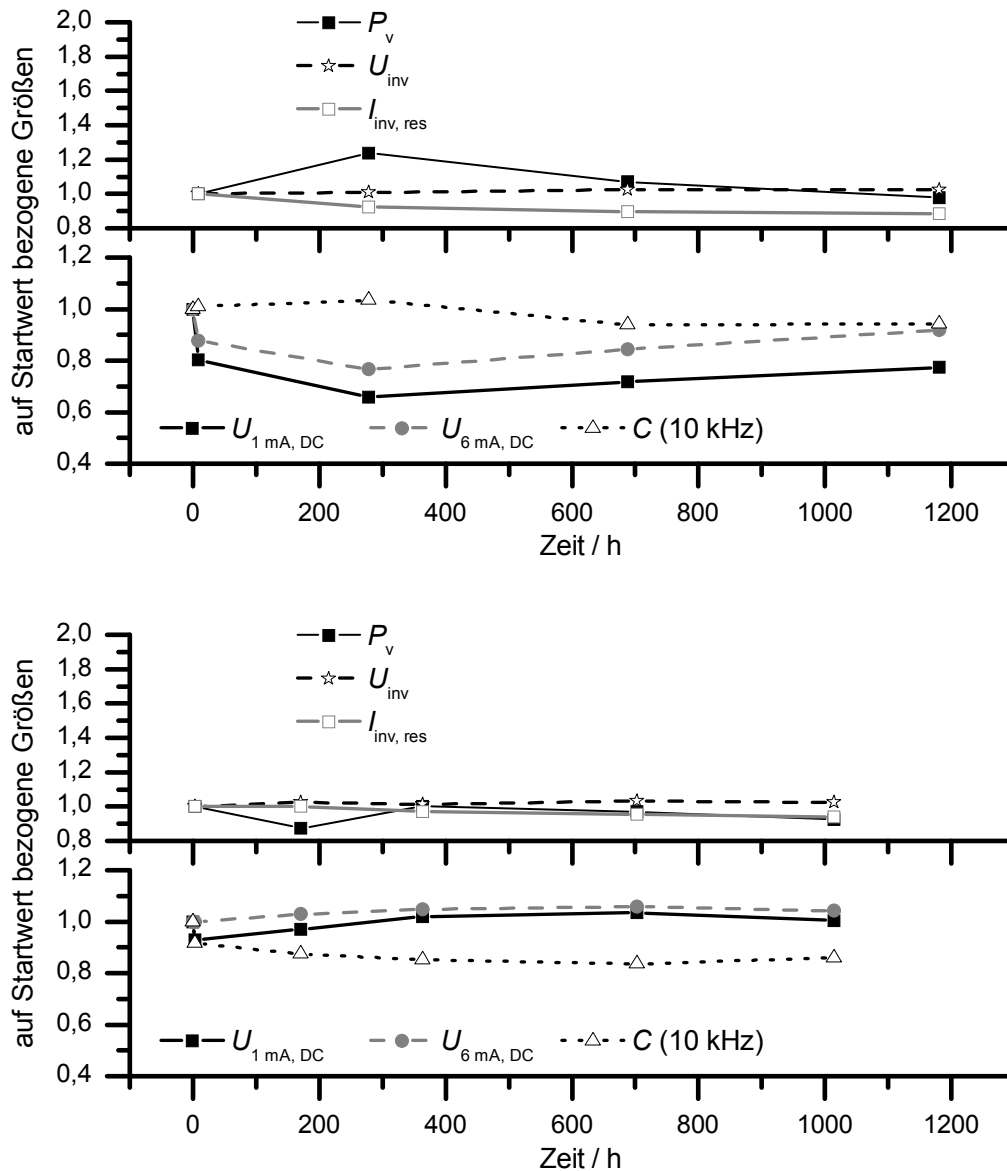 2,0
1,8
1,6
1,4
1,2
1,0
0,8
P_v
U_inv
I_inv, res
auf Startwert bezogene Größen
1,2
1,0
0,8
0,6
0,4
U_1 mA, DC U_6 mA, DC C (10 kHz)
0 200 400 600 800 1000 1200
Zeit / h
2,0
1,8
1,6
1,4
1,2
1,0
0,8
P_v
U_inv
I_inv, res
auf Startwert bezogene Größen
1,2
1,0
0,8
0,6
0,4
U_1 mA, DC U_6 mA, DC C (10 kHz)
0 200 400 600 800 1000 1200
Zeit / h